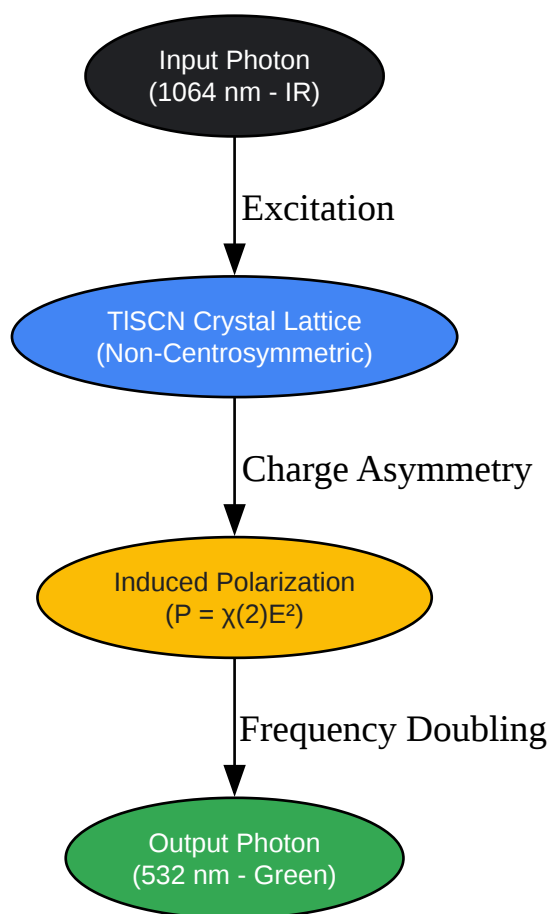 Input Photon
(1064 nm - IR)
Excitation
TlSCN Crystal Lattice
(Non-Centrosymmetric)
Charge Asymmetry
Induced Polarization
(P = χ(2)E²)
Frequency Doubling
Output Photon
(532 nm - Green)